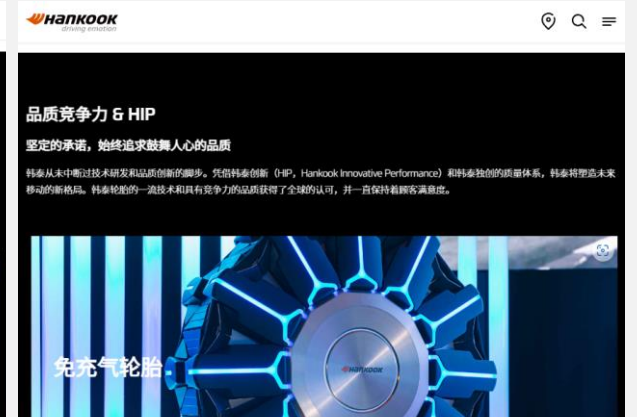 HANKOOK
driving emotion
品质竞争力 & HIP
坚定的承诺，始终追求鼓舞人心的品质
韩泰从未中断过技术研发和品质创新的脚步。凭借韩泰创新（HIP，Hankook Innovative Performance）和韩泰独创的质量体系，韩泰将塑造未来
移动的新格局。韩泰轮胎的一流技术和具有竞争力的品质获得了全球的认可，并一直保持着顾客满意度。
免充气轮胎
HANKOOK